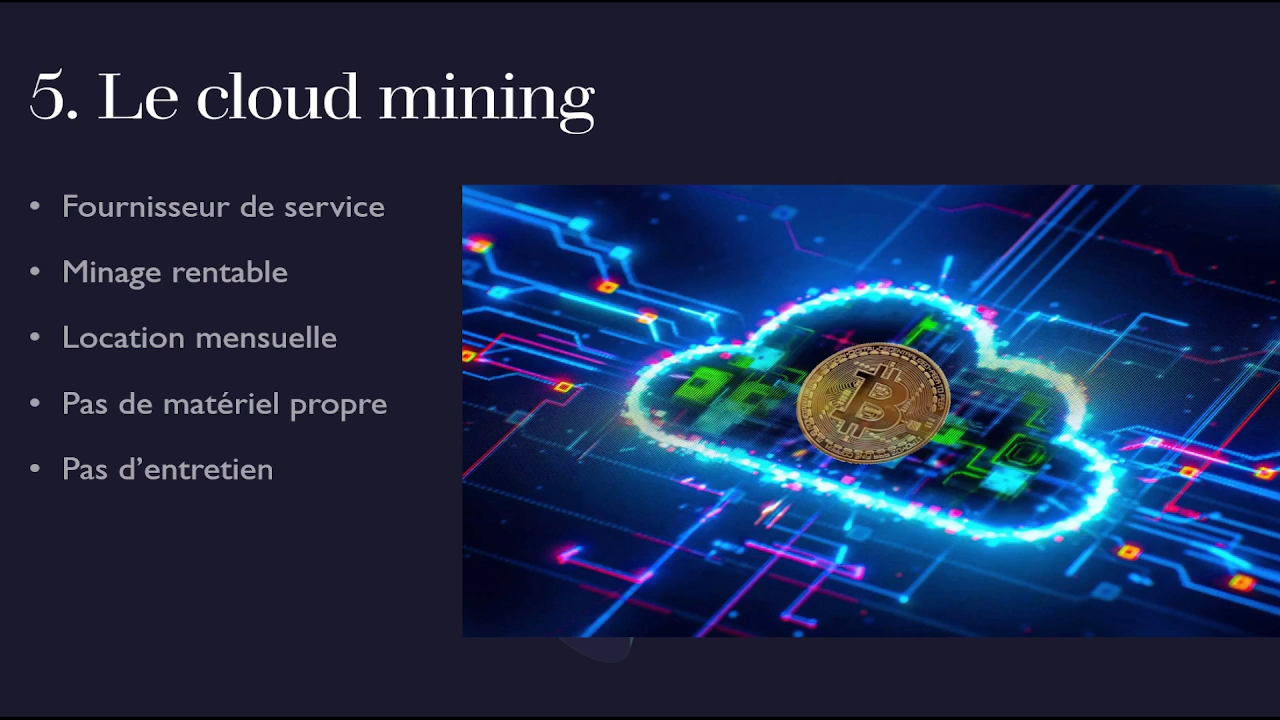 5. Le cloud mining
• Fournisseur de service
• Minage rentable
• Location mensuelle
• Pas de matériel propre
• Pas d’entretien